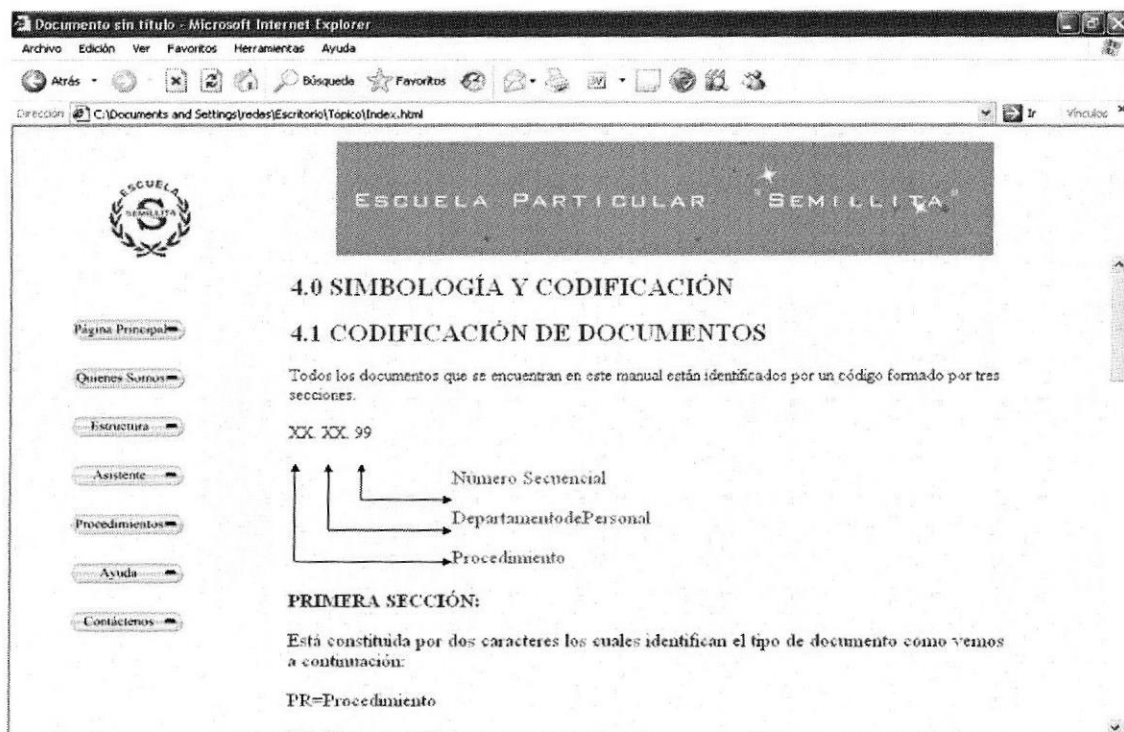 Documento sin título - Microsoft Internet Explorer
Archivo Edición Ver Favoritos Herramientas Ayuda
Atrás Búsqueda Favoritos
Dirección C:\Documents and Settings\redes\Escritorio\Tópico\Index.html Ir Vínculos
ESCUELA
SEMILLITA
S
ESCUELA PARTICULAR "SEMILLITA"
4.0 SIMBOLOGÍA Y CODIFICACIÓN
Página Principal
4.1 CODIFICACIÓN DE DOCUMENTOS
Quienes Somos
Todos los documentos que se encuentran en este manual están identificados por un código formado por tres
secciones.
Estructura
XX. XX. 99
Asistente
Número Secuencial
Procedimientos
DepartamentodePersonal
Procedimiento
Ayuda
PRIMERA SECCIÓN:
Contáctenos
Está constituida por dos caracteres los cuales identifican el tipo de documento como vemos
a continuación:
PR=Procedimiento